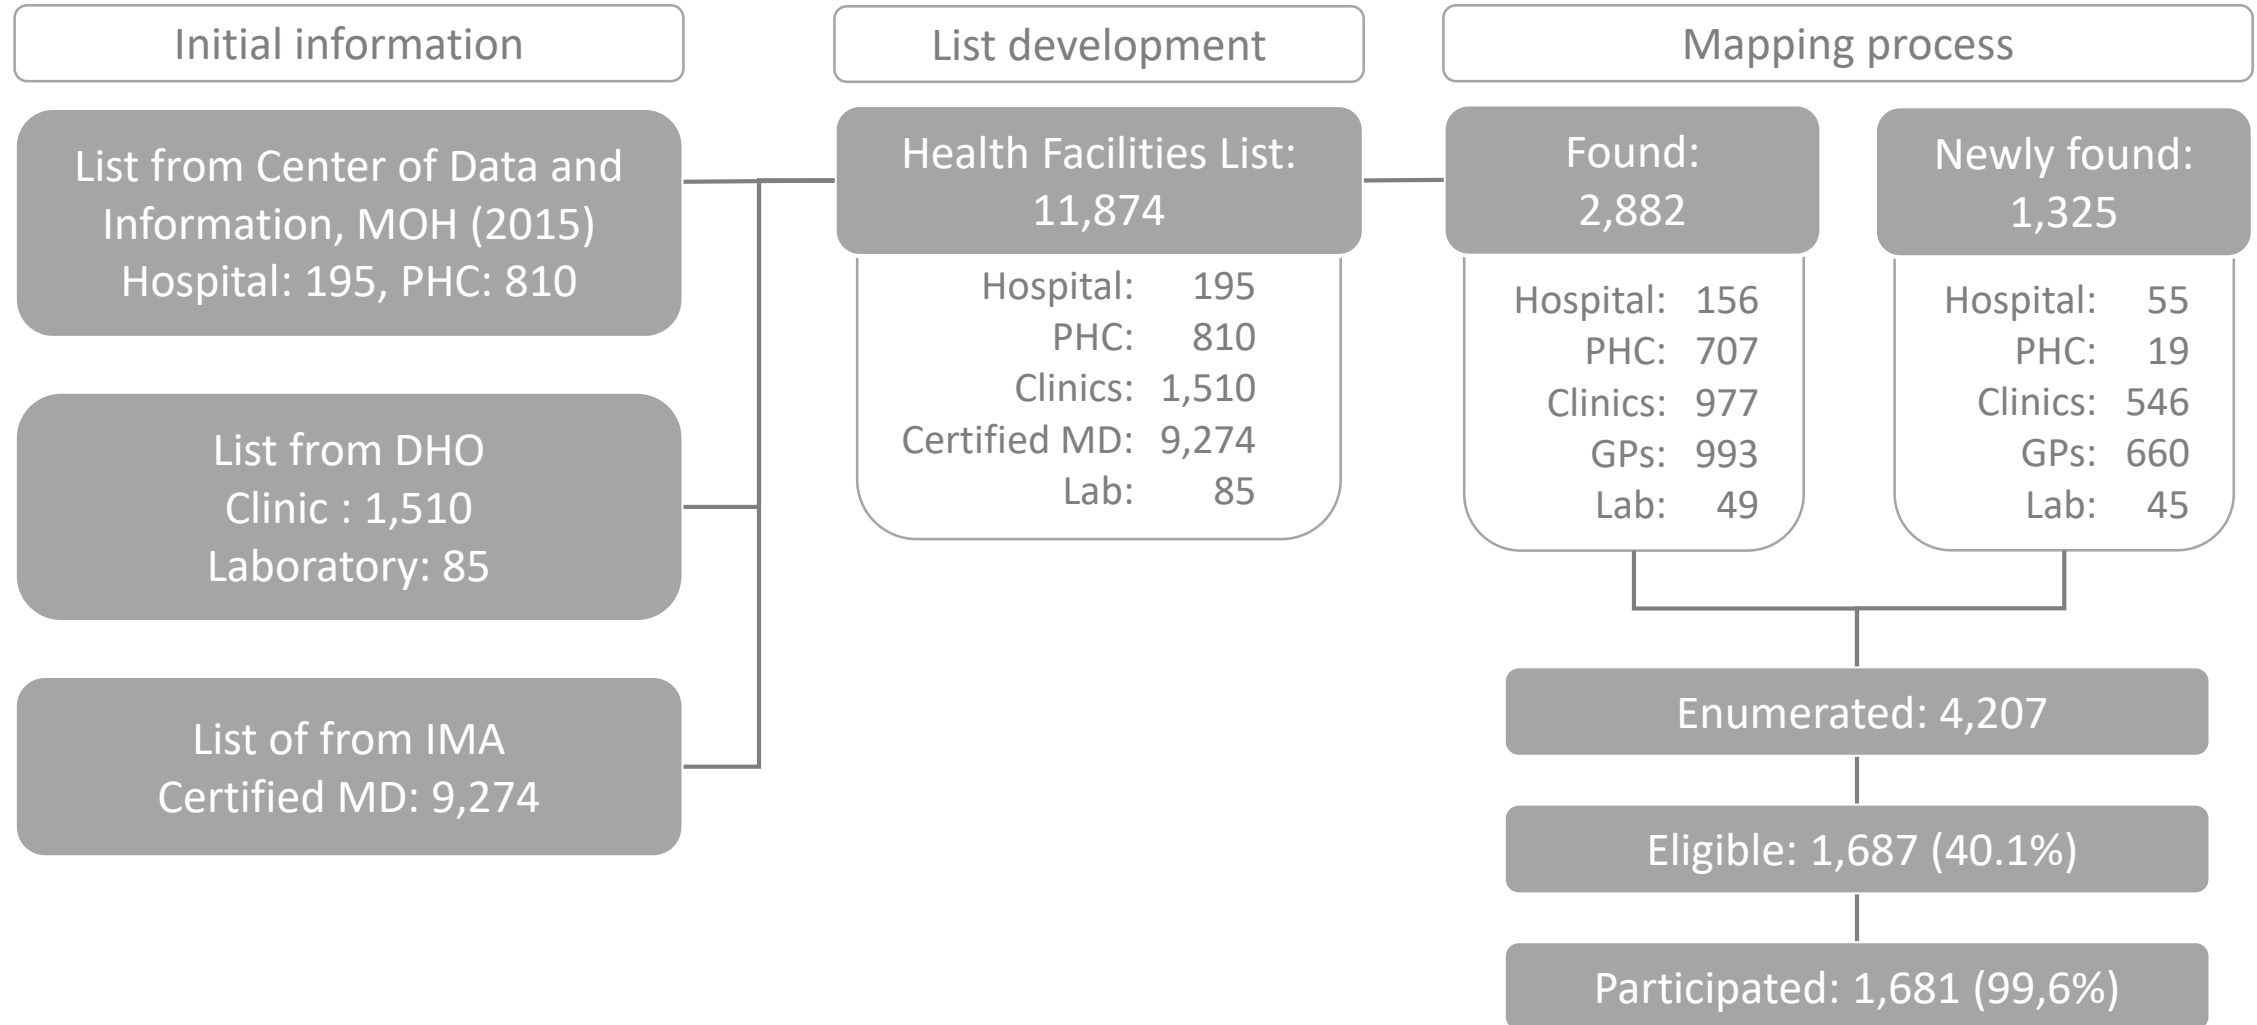 Initial information
List from Center of Data and
Information, MOH (2015)
Hospital: 195, PHC: 810
List from DHO
Clinic : 1,510
Laboratory: 85
List of from IMA
Certified MD: 9,274
List development
Health Facilities List:
11,874
Hospital: 195
PHC: 810
Clinics: 1,510
Certified MD: 9,274
Lab: 85
Mapping process
Found:
2,882
Hospital: 156
PHC: 707
Clinics: 977
GPs: 993
Lab: 49
Newly found:
1,325
Hospital: 55
PHC: 19
Clinics: 546
GPs: 660
Lab: 45
Enumerated: 4,207
Eligible: 1,687 (40.1%)
Participated: 1,681 (99,6%)